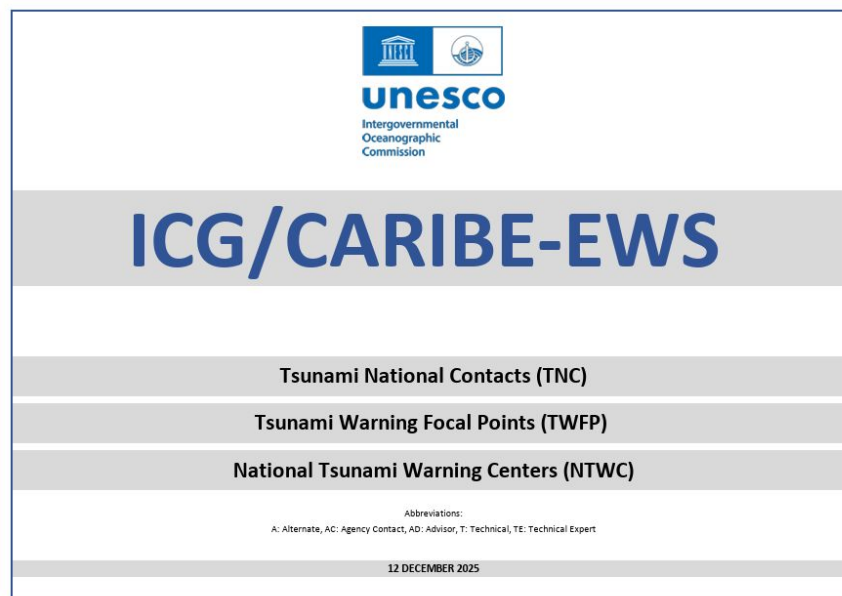 unesco
Intergovernmental
Oceanographic
Commission
ICG/CARIBE-EWS
Tsunami National Contacts (TNC)
Tsunami Warning Focal Points (TWFP)
National Tsunami Warning Centers (NTWC)
Abbreviations:
A: Alternate, AC: Agency Contact, AD: Advisor, T: Technical, TE: Technical Expert
12 DECEMBER 2025